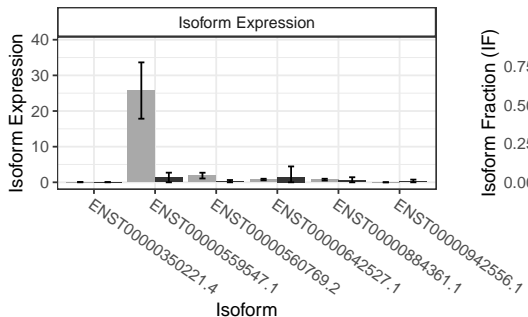 Isoform Expression
Isoform Expression
40
30
20
10
0
ENST00000350221.4
ENST00000559547.1
ENST00000560769.2
ENST00000642527.1
ENST00000884361.1
ENST00000942556.1
Isoform
Isoform Fraction (IF)
0.75
0.50
0.25
0.00